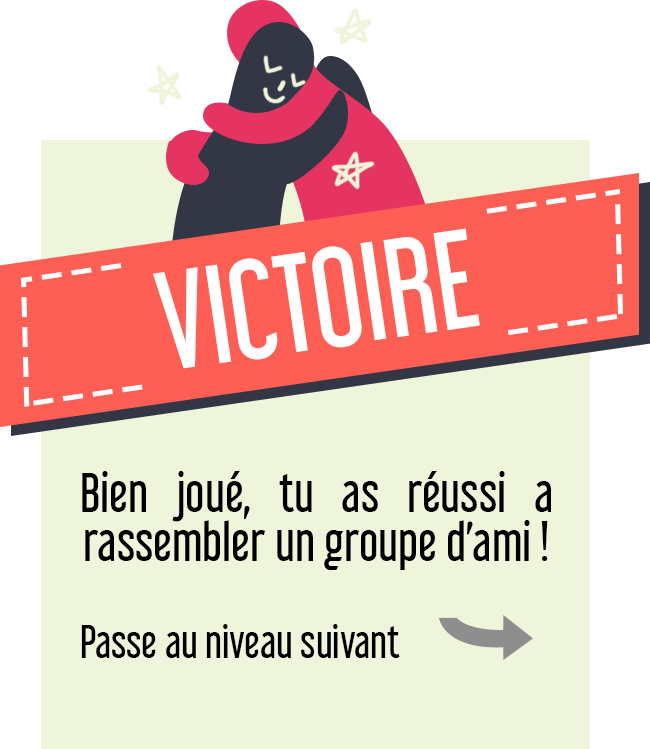 VICTOIRE
Bien joué, tu as réussi a
rassembler un groupe d'ami !
Passe au niveau suivant